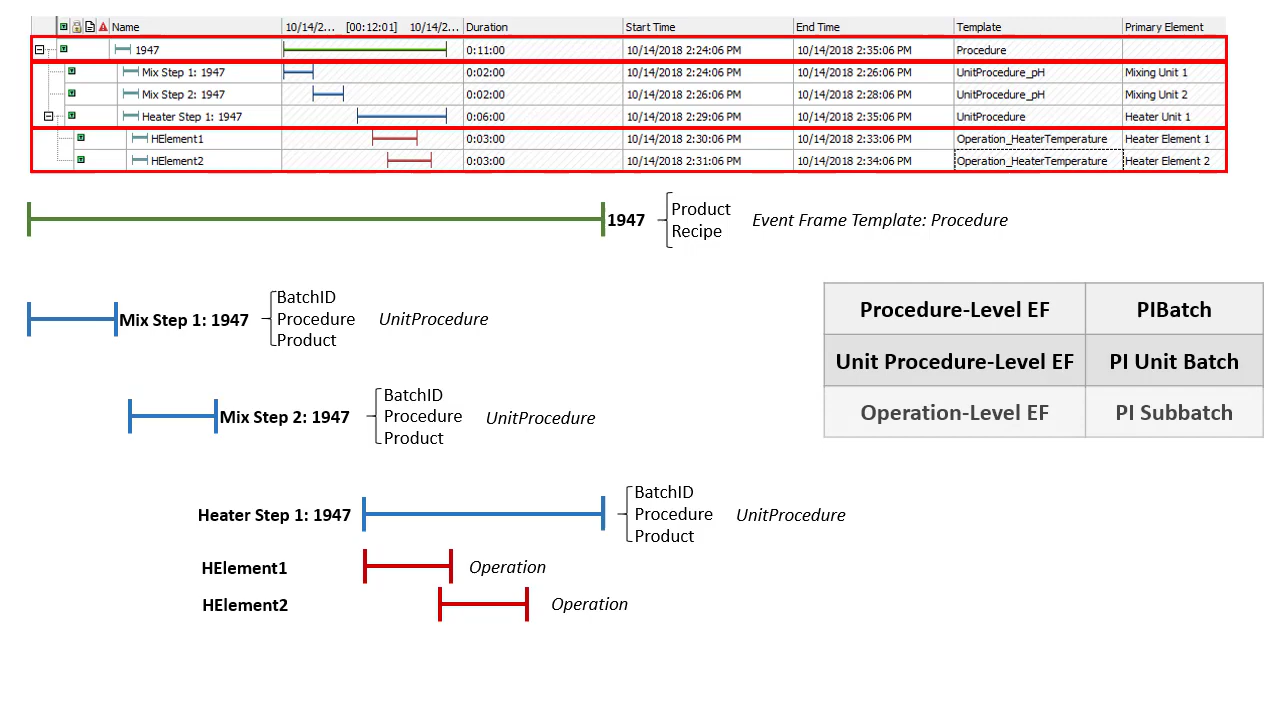 Name 10/14/2... [00:12:01] 10/14/2... Duration Start Time End Time Template Primary Element
1947 0:11:00 10/14/2018 2:24:06 PM 10/14/2018 2:35:06 PM Procedure
Mix Step 1: 1947 0:02:00 10/14/2018 2:24:06 PM 10/14/2018 2:26:06 PM UnitProcedure_pH Mixing Unit 1
Mix Step 2: 1947 0:02:00 10/14/2018 2:26:06 PM 10/14/2018 2:28:06 PM UnitProcedure_pH Mixing Unit 2
Heater Step 1: 1947 0:06:00 10/14/2018 2:29:06 PM 10/14/2018 2:35:06 PM UnitProcedure Heater Unit 1
HElement1 0:03:00 10/14/2018 2:30:06 PM 10/14/2018 2:33:06 PM Operation_HeaterTemperature Heater Element 1
HElement2 0:03:00 10/14/2018 2:31:06 PM 10/14/2018 2:34:06 PM Operation_HeaterTemperature Heater Element 2
1947
Product
Recipe
Event Frame Template: Procedure
Mix Step 1: 1947
BatchID
Procedure
Product
UnitProcedure
Procedure-Level EF PIBatch
Unit Procedure-Level EF PI Unit Batch
Operation-Level EF PI Subbatch
Mix Step 2: 1947
BatchID
Procedure
Product
UnitProcedure
Heater Step 1: 1947
BatchID
Procedure
Product
UnitProcedure
HElement1 Operation
HElement2 Operation